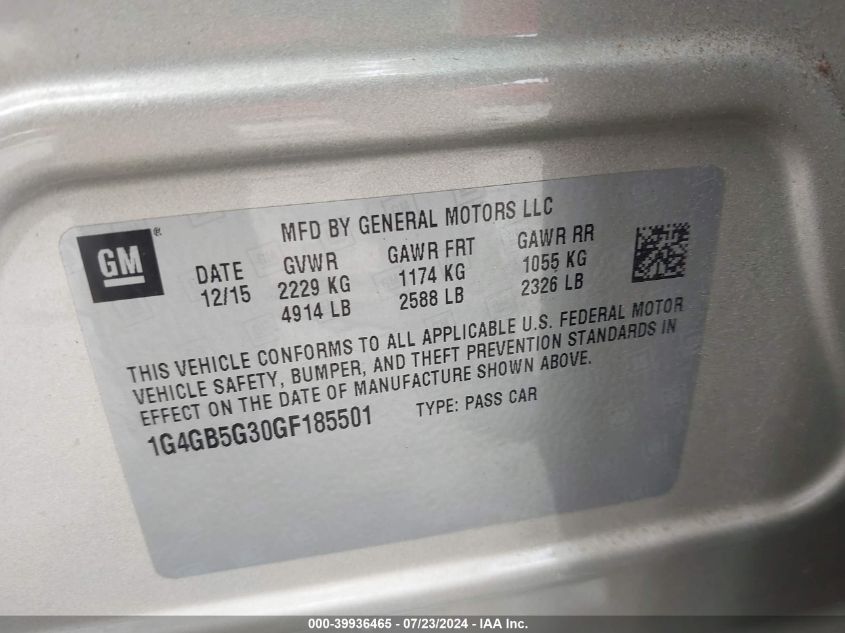 MFD BY GENERAL MOTORS LLC
GM ®
DATE GVWR GAWR FRT GAWR RR
12/15 2229 KG 1174 KG 1055 KG
4914 LB 2588 LB 2326 LB
THIS VEHICLE CONFORMS TO ALL APPLICABLE U.S. FEDERAL MOTOR
VEHICLE SAFETY, BUMPER, AND THEFT PREVENTION STANDARDS IN
EFFECT ON THE DATE OF MANUFACTURE SHOWN ABOVE.
1G4GB5G30GF185501 TYPE: PASS CAR
000-39936465 - 07/23/2024 - IAA Inc.